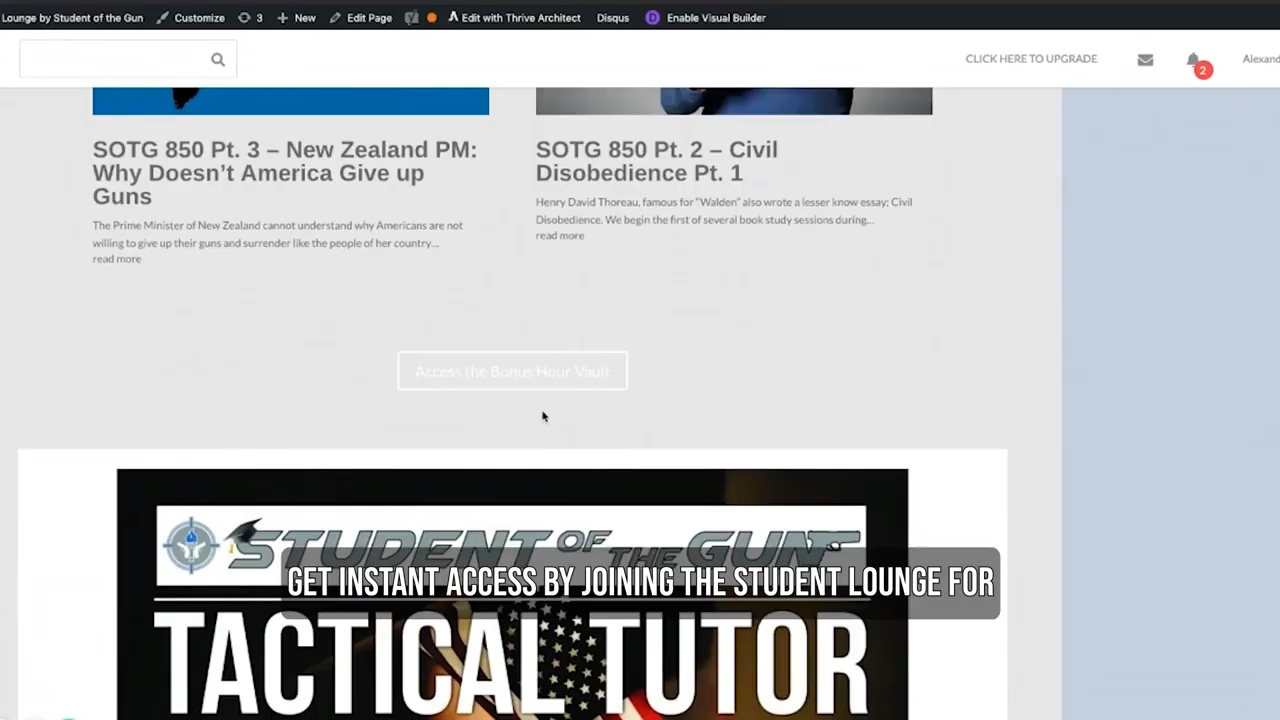 Lounge by Student of the Gun Customize 3 New Edit Page Edit with Thrive Architect Disqus D Enable Visual Builder
CLICK HERE TO UPGRADE 2 Alexand
SOTG 850 Pt. 3 – New Zealand PM:
Why Doesn't America Give up
Guns
The Prime Minister of New Zealand cannot understand why Americans are not
willing to give up their guns and surrender like the people of her country...
read more
SOTG 850 Pt. 2 – Civil
Disobedience Pt. 1
Henry David Thoreau, famous for "Walden" also wrote a lesser know essay; Civil
Disobedience. We begin the first of several book study sessions during...
read more
Access the Bonus Hour Vault
STUDENT OF THE GUN
GET INSTANT ACCESS BY JOINING THE STUDENT LOUNGE FOR
TACTICAL TUTOR